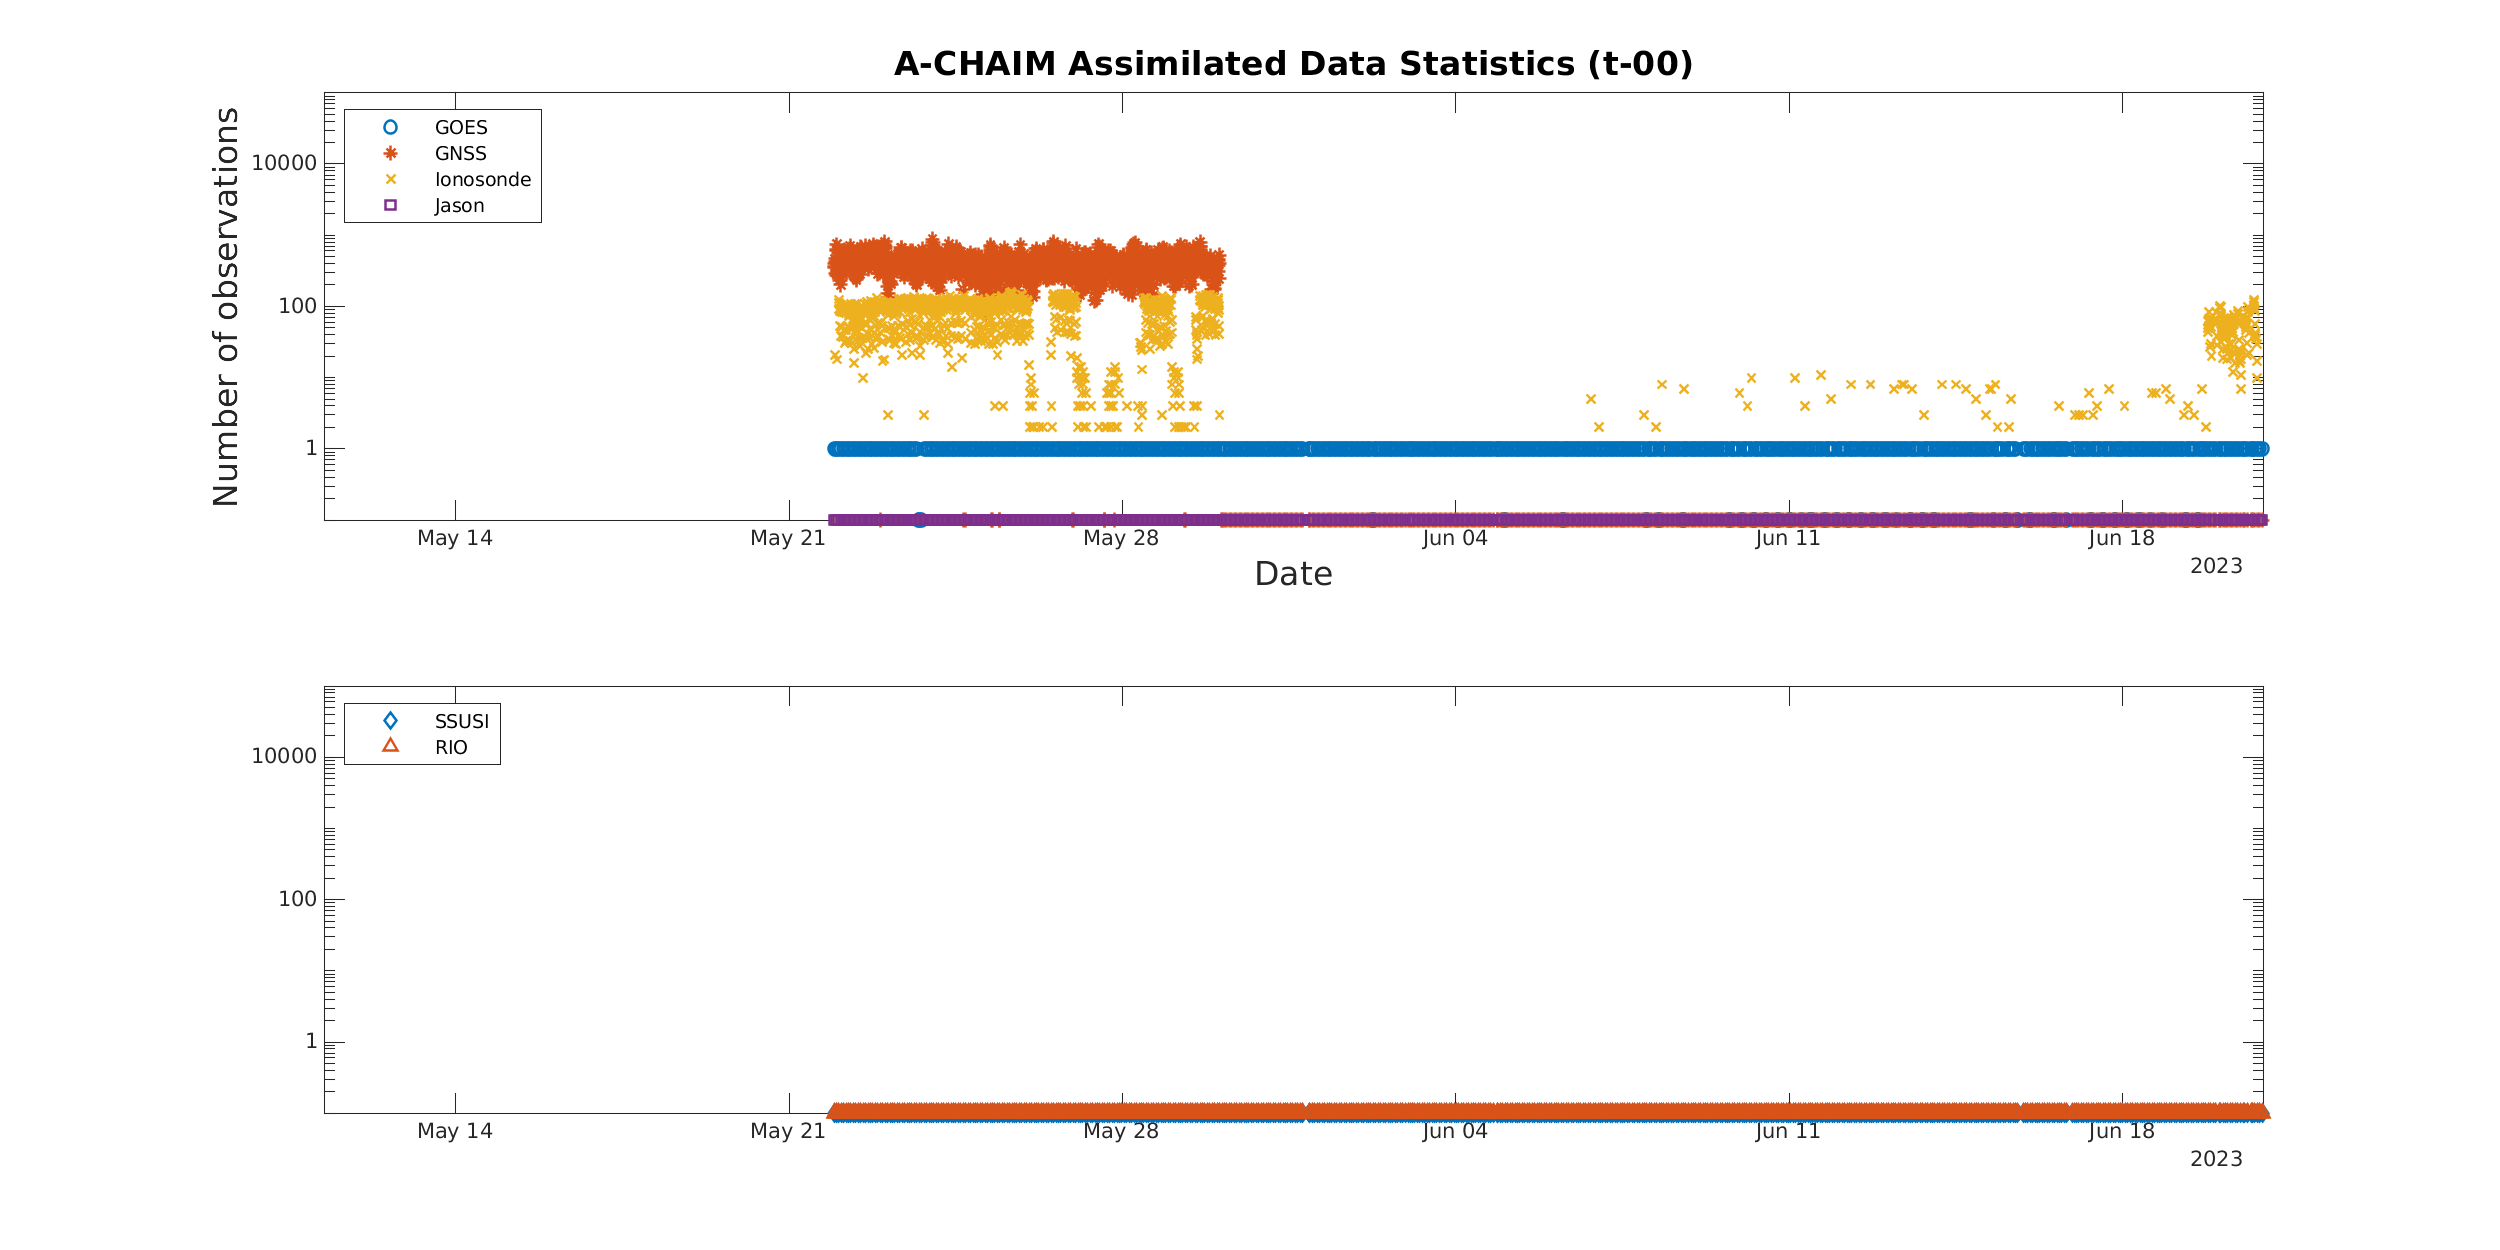 A-CHAIM Assimilated Data Statistics (t-00)
Number of observations
GOES
GNSS
Ionosonde
Jason
10000
100
1
May 14 May 21 May 28 Jun 04 Jun 11 Jun 18
2023
Date
SSUSI
RIO
10000
100
1
May 14 May 21 May 28 Jun 04 Jun 11 Jun 18
2023